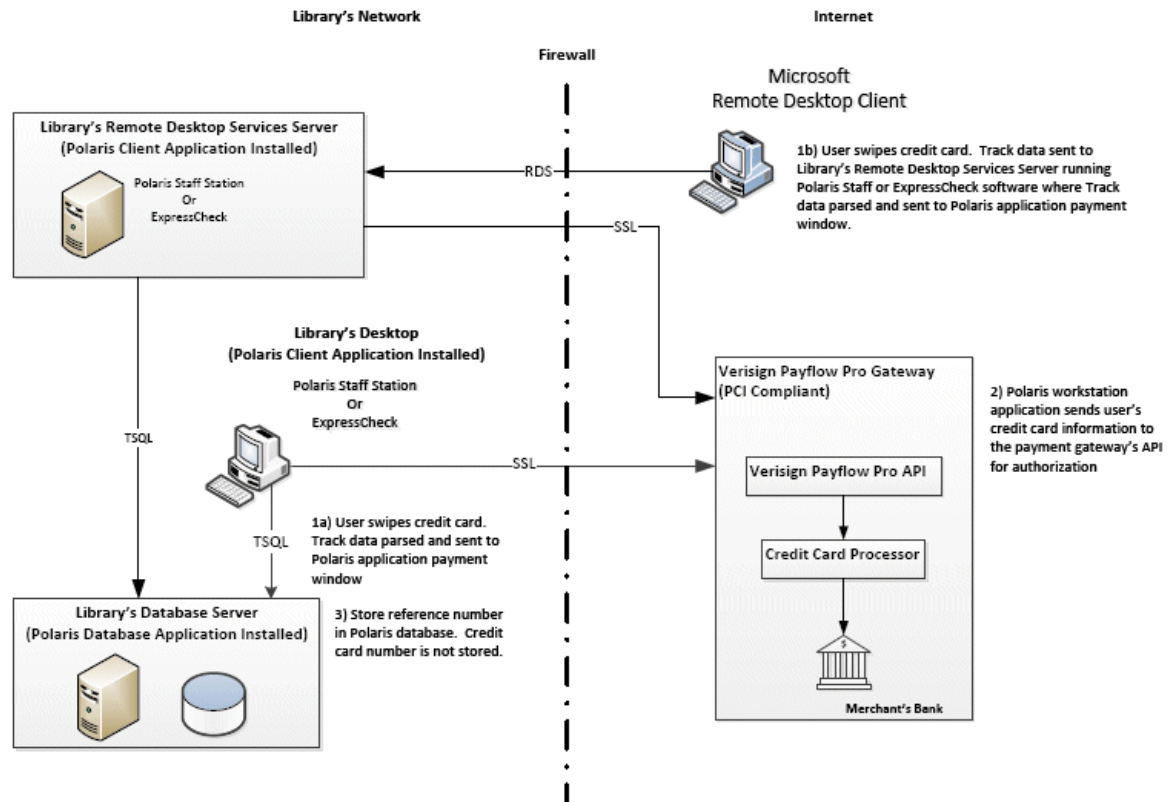 Library's Network
Internet
Firewall
Microsoft
Remote Desktop Client
Library's Remote Desktop Services Server
(Polaris Client Application Installed)
Polaris Staff Station
Or
ExpressCheck
RDS
1b) User swipes credit card. Track data sent to
Library's Remote Desktop Services Server running
Polaris Staff or ExpressCheck software where Track
data parsed and sent to Polaris application payment
window.
SSL
Library's Desktop
(Polaris Client Application Installed)
Polaris Staff Station
Or
ExpressCheck
TSQL
SSL
Verisign Payflow Pro Gateway
(PCI Compliant)
2) Polaris workstation
application sends user's
credit card information to
the payment gateway's API
for authorization
Verisign Payflow Pro API
Credit Card Processor
$
Merchant's Bank
1a) User swipes credit card.
Track data parsed and sent to
Polaris application payment
window
TSQL
Library's Database Server
(Polaris Database Application Installed)
3) Store reference number
in Polaris database. Credit
card number is not stored.